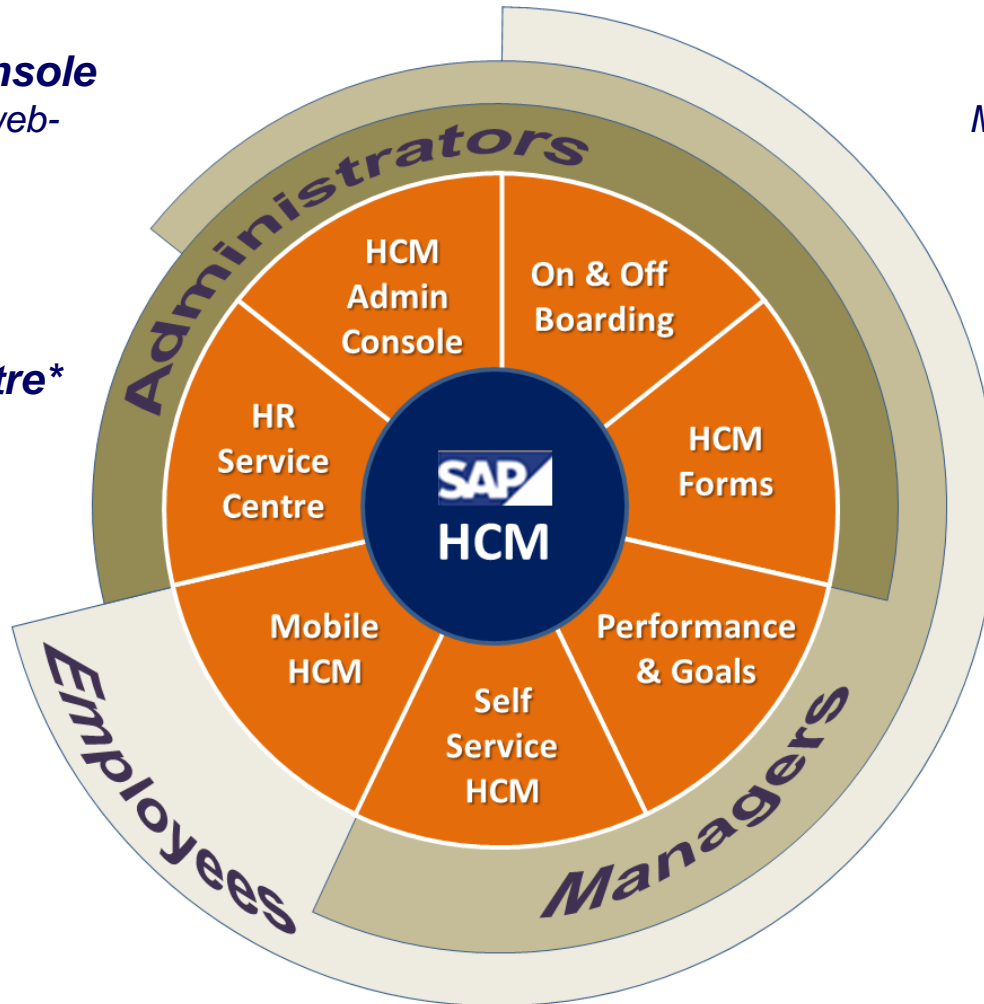 nsole
web-
M
Administrators
HCM
Admin
Console
On & Off
Boarding
tre*
HR
Service
Centre
HCM
Forms
SAP
HCM
Mobile
HCM
Performance
& Goals
Self
Service
HCM
Employees
Managers